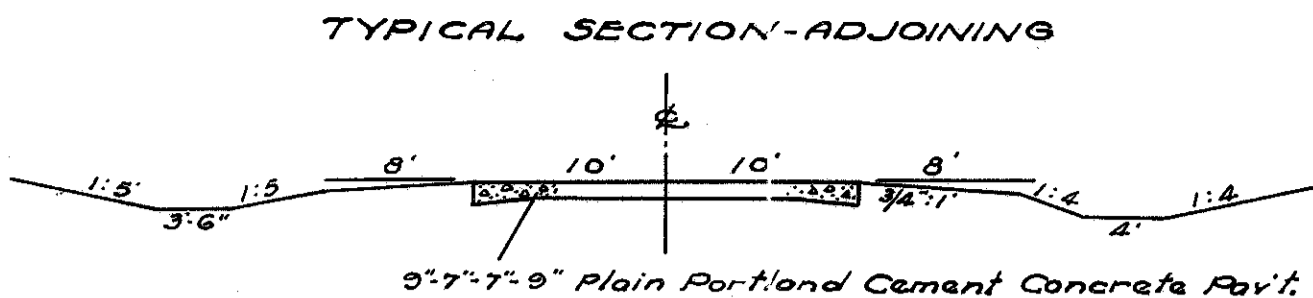 TYPICAL SECTION-ADJOINING
℄
8' 10' 10' 8'
1:5' 1:5 3/4":1' 1:4 1:4
3'-6" 4'
9"-7"-7"-9" Plain Portland Cement Concrete Pav't.